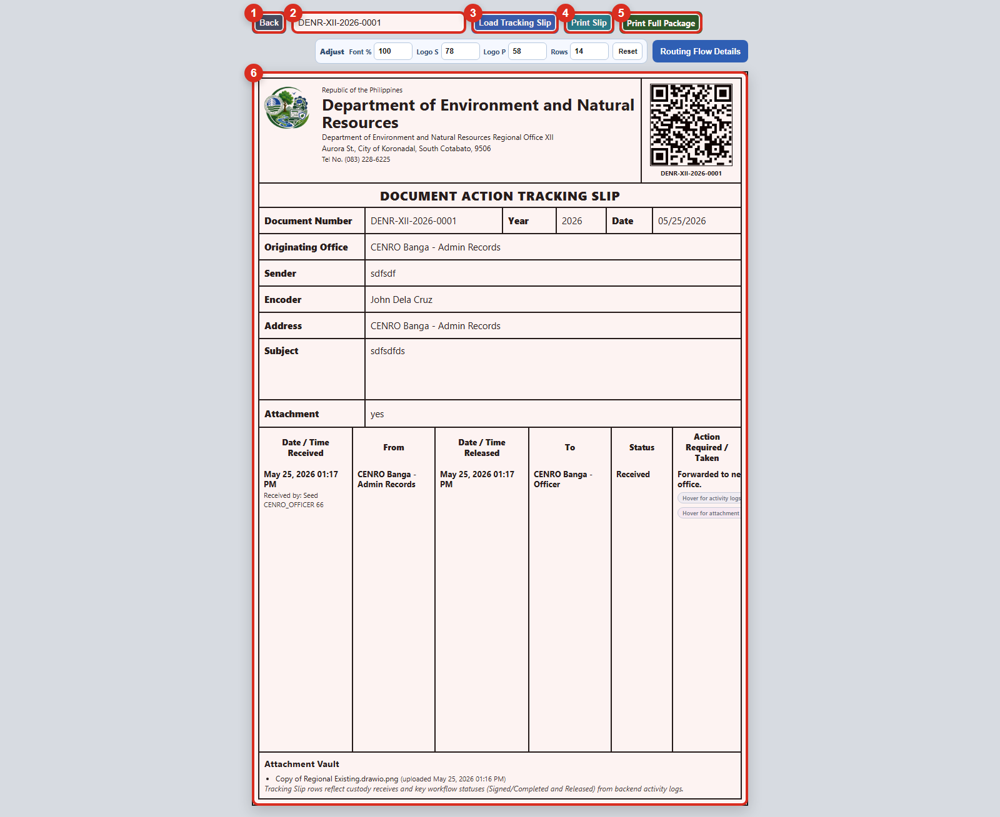 1 Back 2 DENR-XII-2026-0001 3 Load Tracking Slip 4 Print Slip 5 Print Full Package
Adjust Font % 100 Logo S 78 Logo P 58 Rows 14 Reset Routing Flow Details
6
Republic of the Philippines
Department of Environment and Natural
Resources
Department of Environment and Natural Resources Regional Office XII
Aurora St., City of Koronadal, South Cotabato, 9506
Tel No. (083) 228-6225
DENR-XII-2026-0001
DOCUMENT ACTION TRACKING SLIP
Document Number DENR-XII-2026-0001 Year 2026 Date 05/25/2026
Originating Office CENRO Banga - Admin Records
Sender sdfsdf
Encoder John Dela Cruz
Address CENRO Banga - Admin Records
Subject sdfsdfds
Attachment yes
Date / Time
Received
From
Date / Time
Released
To
Status
Action
Required /
Taken
May 25, 2026 01:17
PM
Received by: Seed
CENRO_OFFICER 66
CENRO Banga -
Admin Records
May 25, 2026 01:17
PM
CENRO Banga -
Officer
Received
Forwarded to ne
office.
Hover for activity logs
Hover for attachment
Attachment Vault
• Copy of Regional Existing.drawio.png (uploaded May 25, 2026 01:16 PM)
Tracking Slip rows reflect custody receives and key workflow statuses (Signed/Completed and Released) from backend activity logs.